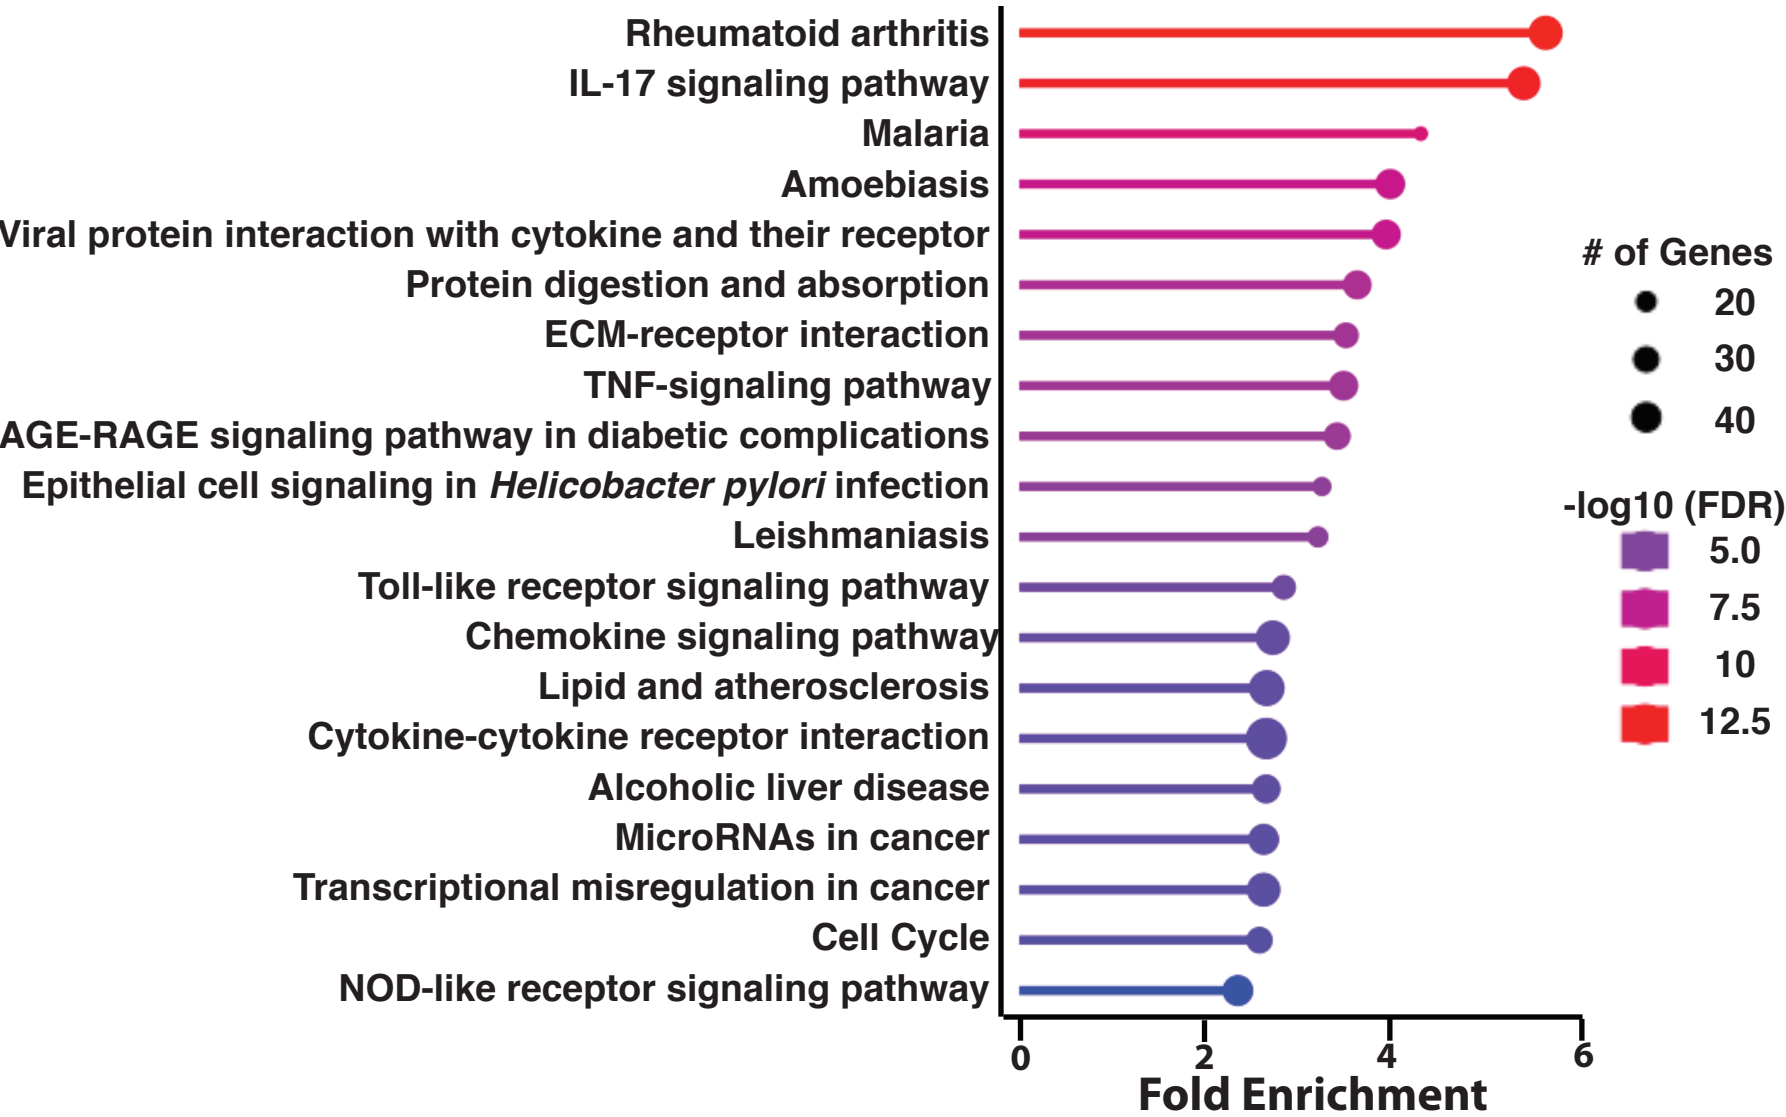 Rheumatoid arthritis
IL-17 signaling pathway
Malaria
Amoebiasis
Viral protein interaction with cytokine and their receptor
Protein digestion and absorption
ECM-receptor interaction
TNF-signaling pathway
AGE-RAGE signaling pathway in diabetic complications
Epithelial cell signaling in Helicobacter pylori infection
Leishmaniasis
Toll-like receptor signaling pathway
Chemokine signaling pathway
Lipid and atherosclerosis
Cytokine-cytokine receptor interaction
Alcoholic liver disease
MicroRNAs in cancer
Transcriptional misregulation in cancer
Cell Cycle
NOD-like receptor signaling pathway
0 2 4 6
Fold Enrichment
# of Genes
20
30
40
-log10 (FDR)
5.0
7.5
10
12.5